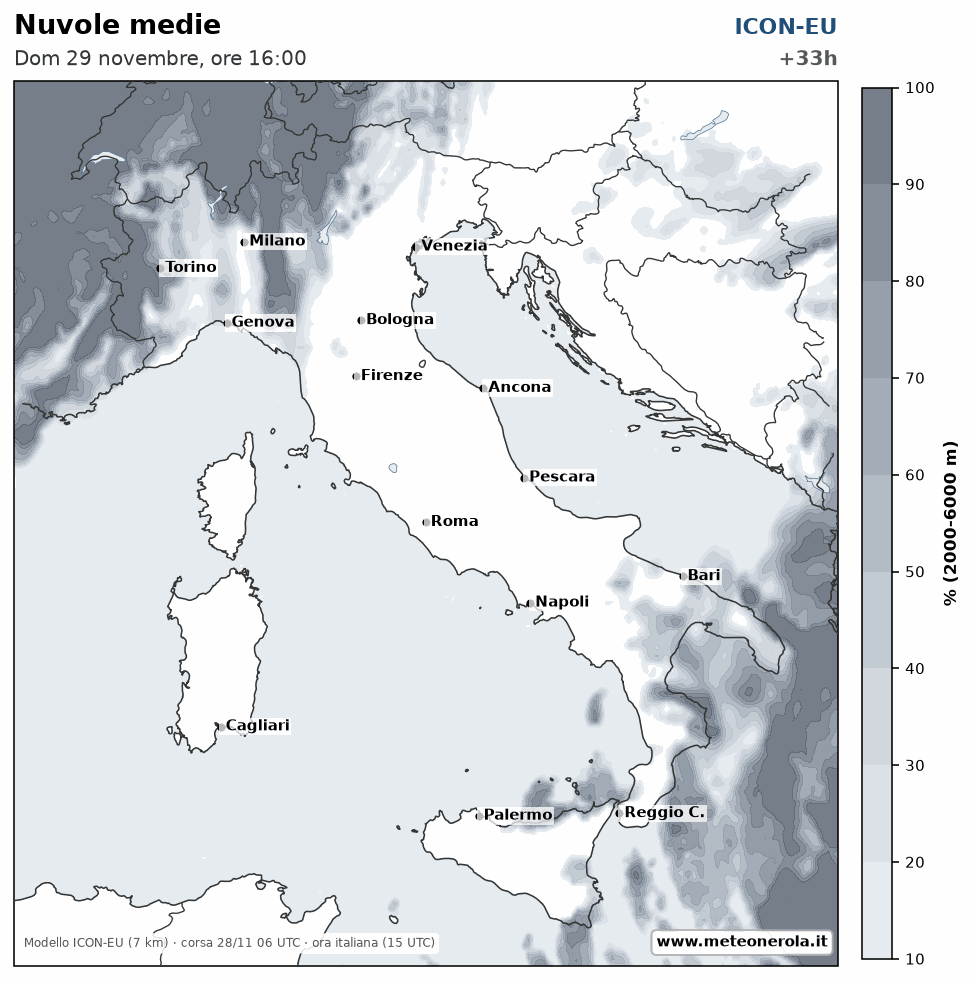 Nuvole medie
ICON-EU
Dom 29 novembre, ore 16:00
+33h
Milano
Venezia
Torino
Genova
Bologna
Firenze
Ancona
Pescara
Roma
Bari
Napoli
Cagliari
Palermo
Reggio C.
Modello ICON-EU (7 km) · corsa 28/11 06 UTC · ora italiana (15 UTC)
www.meteonerola.it
100
90
80
70
60
50
40
30
20
10
% (2000-6000 m)